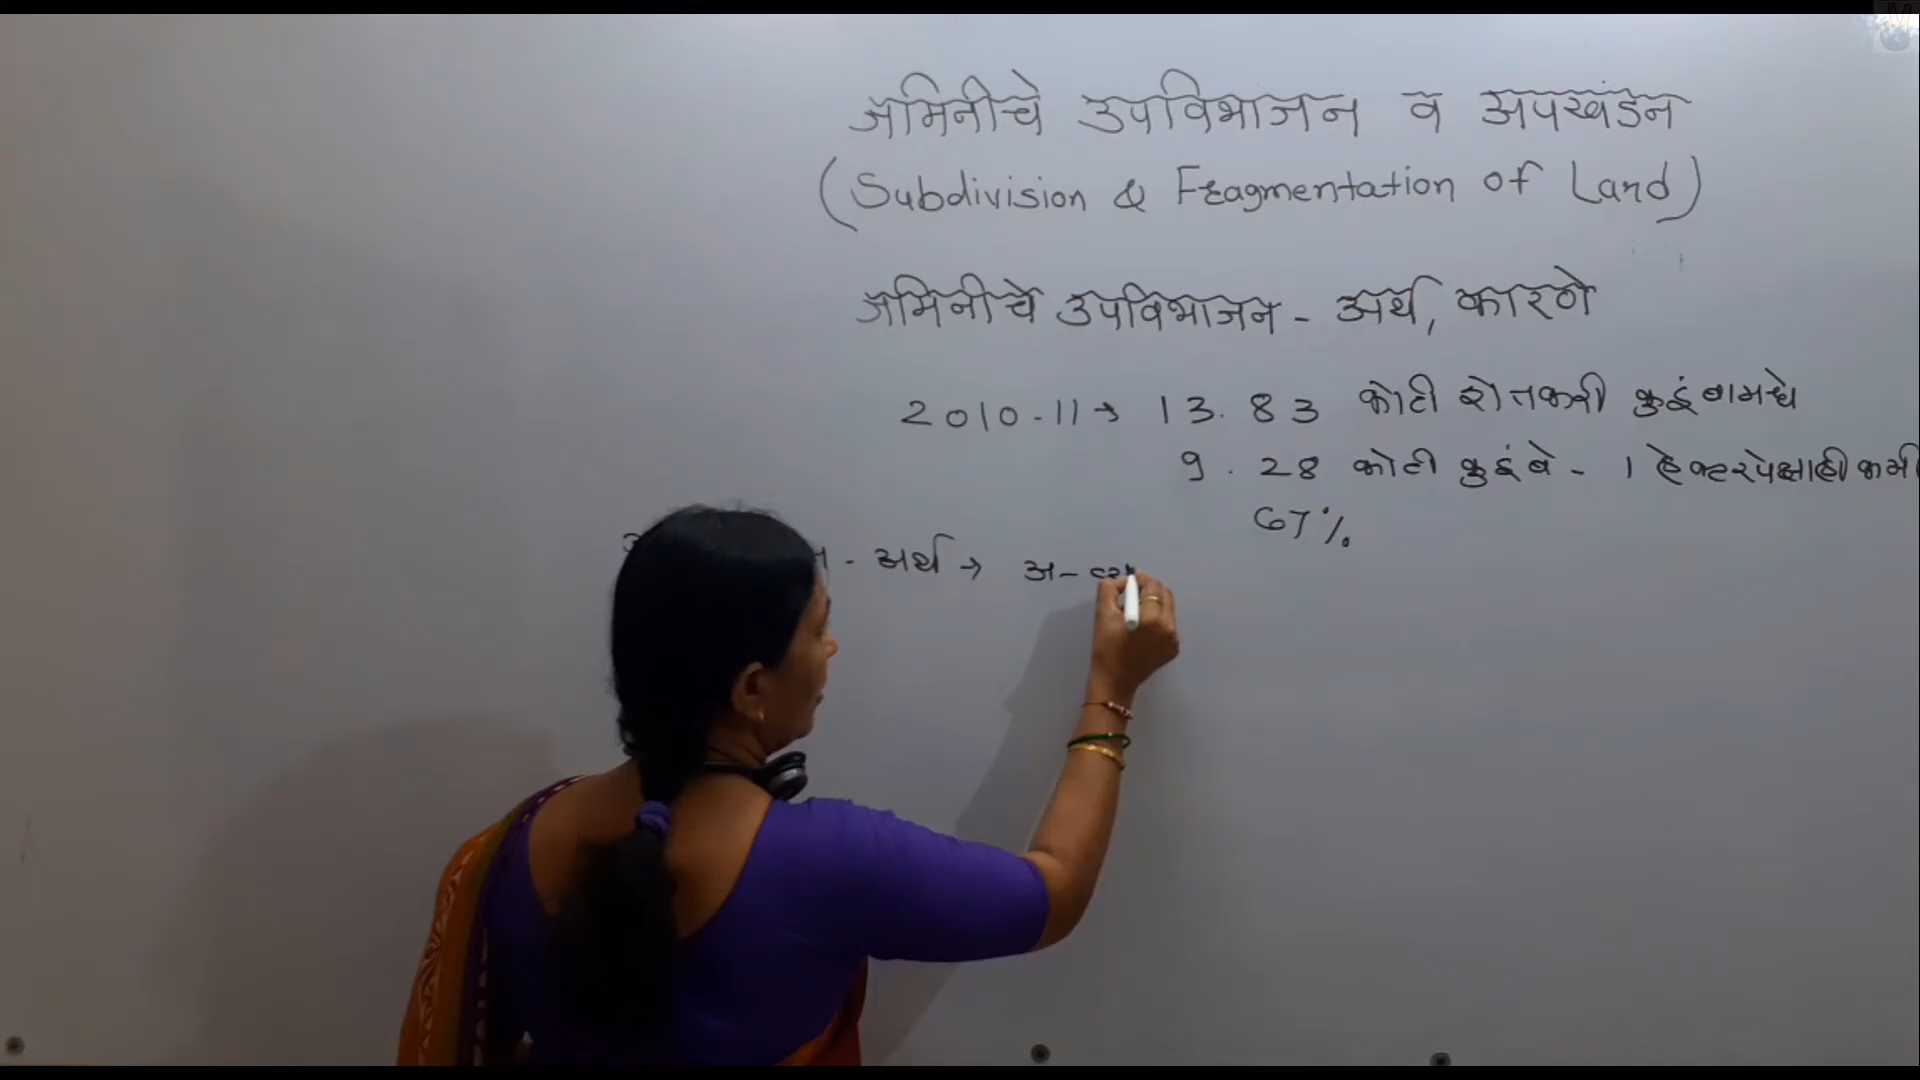 जमिनीचे उपविभाजन व अपखंडन
(Subdivision & Fragmentation of Land)
जमिनीचे उपविभाजन - अर्थ, कारणे
2010-11 → 13.83 कोटी शेतकरी कुटुंबामध्ये
9.28 कोटी कुटुंबे - 1 हेक्टरपेक्षाही कमी
67%
- अर्थ → अ-